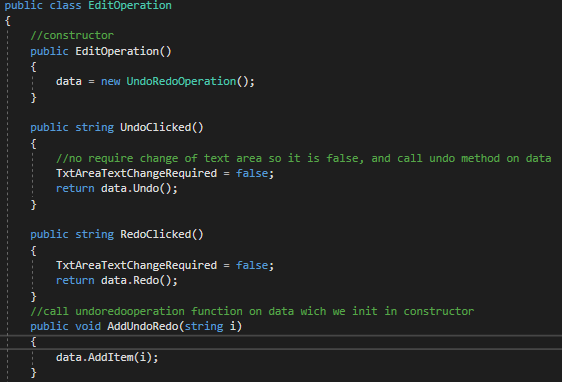 public class EditOperation
{
//constructor
public EditOperation()
{
data = new UndoRedoOperation();
}
public string UndoClicked()
{
//no require change of text area so it is false, and call undo method on data
TxtAreaTextChangeRequired = false;
return data.Undo();
}
public string RedoClicked()
{
TxtAreaTextChangeRequired = false;
return data.Redo();
}
//call undoredooperation function on data wich we init in constructor
public void AddUndoRedo(string i)
{
data.AddItem(i);
}